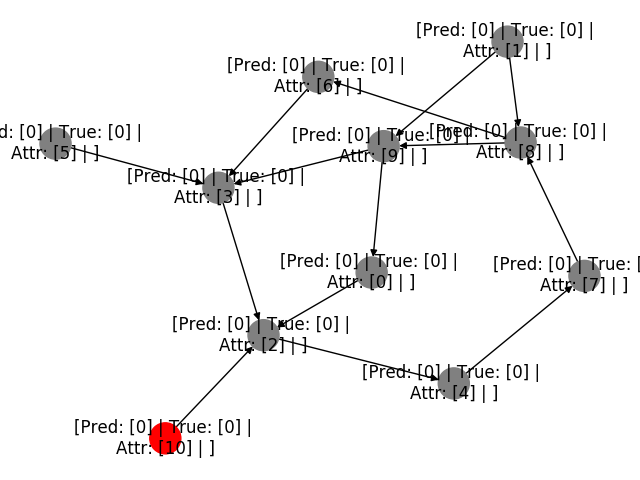 [Pred: [0] | True: [0] |
Attr: [1] | ]
[Pred: [0] | True: [0] |
Attr: [6] | ]
[Pred: [0] | True: [0] |
Attr: [9] | ]
[Pred: [0] | True: [0] |
Attr: [8] | ]
d: [0] | True: [0] |
Attr: [5] | ]
[Pred: [0] | True: [0] |
Attr: [3] | ]
[Pred: [0] | True: [0] |
Attr: [0] | ]
[Pred: [0] | True: [
Attr: [7] | ]
[Pred: [0] | True: [0] |
Attr: [2] | ]
[Pred: [0] | True: [0] |
Attr: [4] | ]
[Pred: [0] | True: [0] |
Attr: [10] | ]